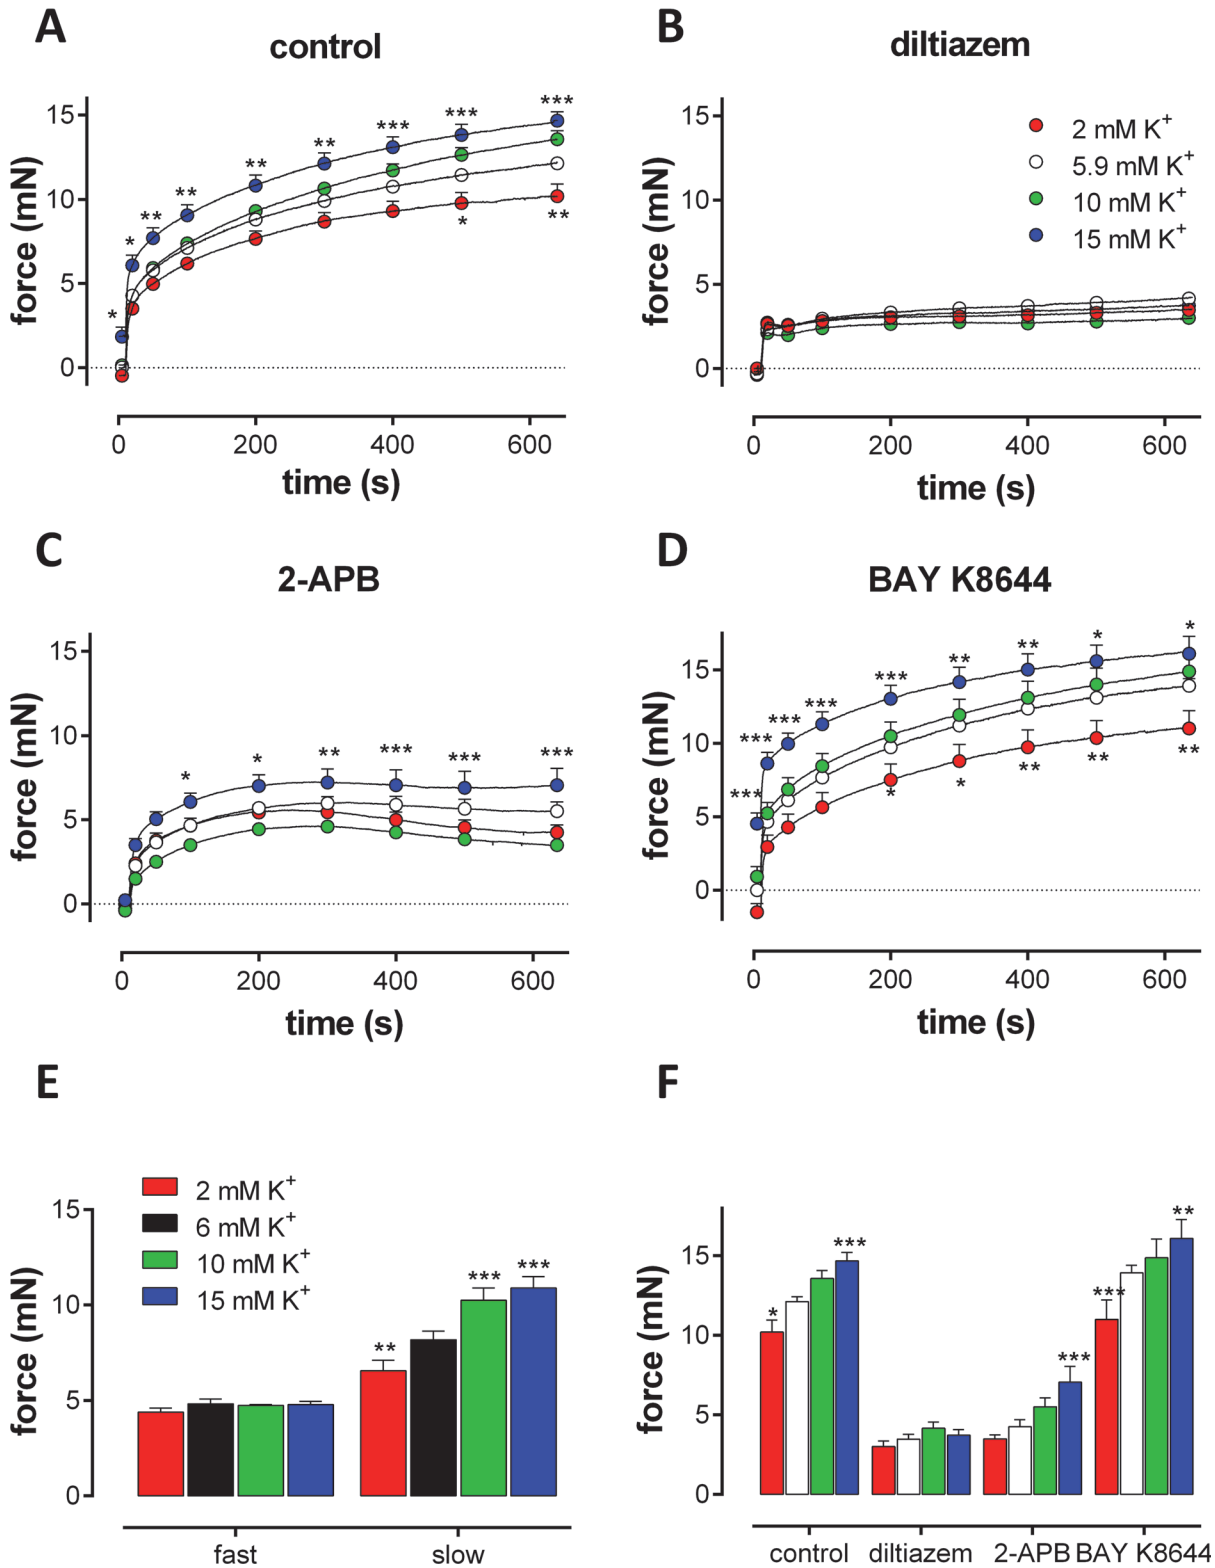 A
control
15
10
5
0
force (mN)
*
*
**
**
**
**
***
***
***
*
**
0 200 400 600
time (s)
B
diltiazem
15
10
5
0
force (mN)
2 mM K+
5.9 mM K+
10 mM K+
15 mM K+
0 200 400 600
time (s)
C
2-APB
15
10
5
0
force (mN)
*
*
**
***
***
***
0 200 400 600
time (s)
D
BAY K8644
15
10
5
0
force (mN)
***
***
***
***
***
**
**
*
*
*
*
**
**
**
0 200 400 600
time (s)
E
2 mM K+
6 mM K+
10 mM K+
15 mM K+
15
10
5
0
force (mN)
**
***
***
fast slow
F
15
10
5
0
force (mN)
*
***
***
***
**
control diltiazem 2-APB BAY K8644